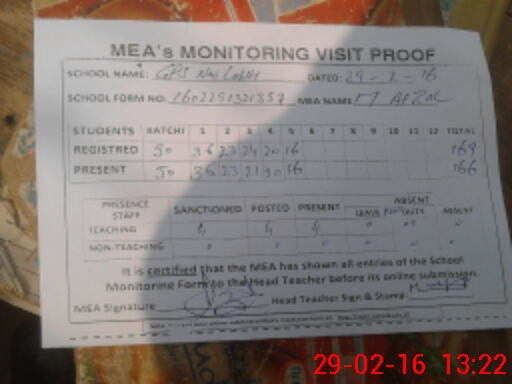 MEA's MONITORING VISIT PROOF
SCHOOL NAME: GPS DATED: 29-2-16
SCHOOL FORM NO. 1602291321857 MEA NAME M AFZAL
STUDENTS KATCHI 1 2 3 4 5 6 7 8 9 10 11 12 TOTAL
REGISTRED 50 36 23 24 20 16 169
PRESENT 50 36 23 21 20 16 166
ABSENT
PRESENCE STAFF SANCTIONED POSTED PRESENT LEAVE ABSENT
TEACHING 4 4 4
NON-TEACHING
It is certified that the MEA has shown all entries of the School
Monitoring Form to the Head Teacher before its online submission.
MEA Signature Head Teacher Sign & Stamp
29-02-16 13:22